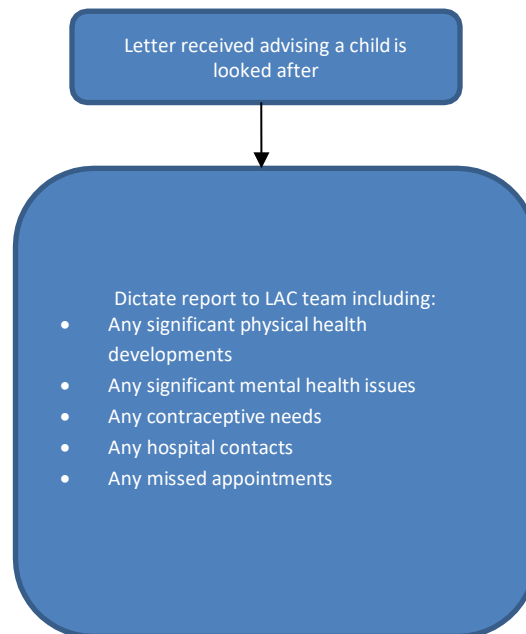 Letter received advising a child is
looked after
Dictate report to LAC team including:
• Any significant physical health
developments
• Any significant mental health issues
• Any contraceptive needs
• Any hospital contacts
• Any missed appointments